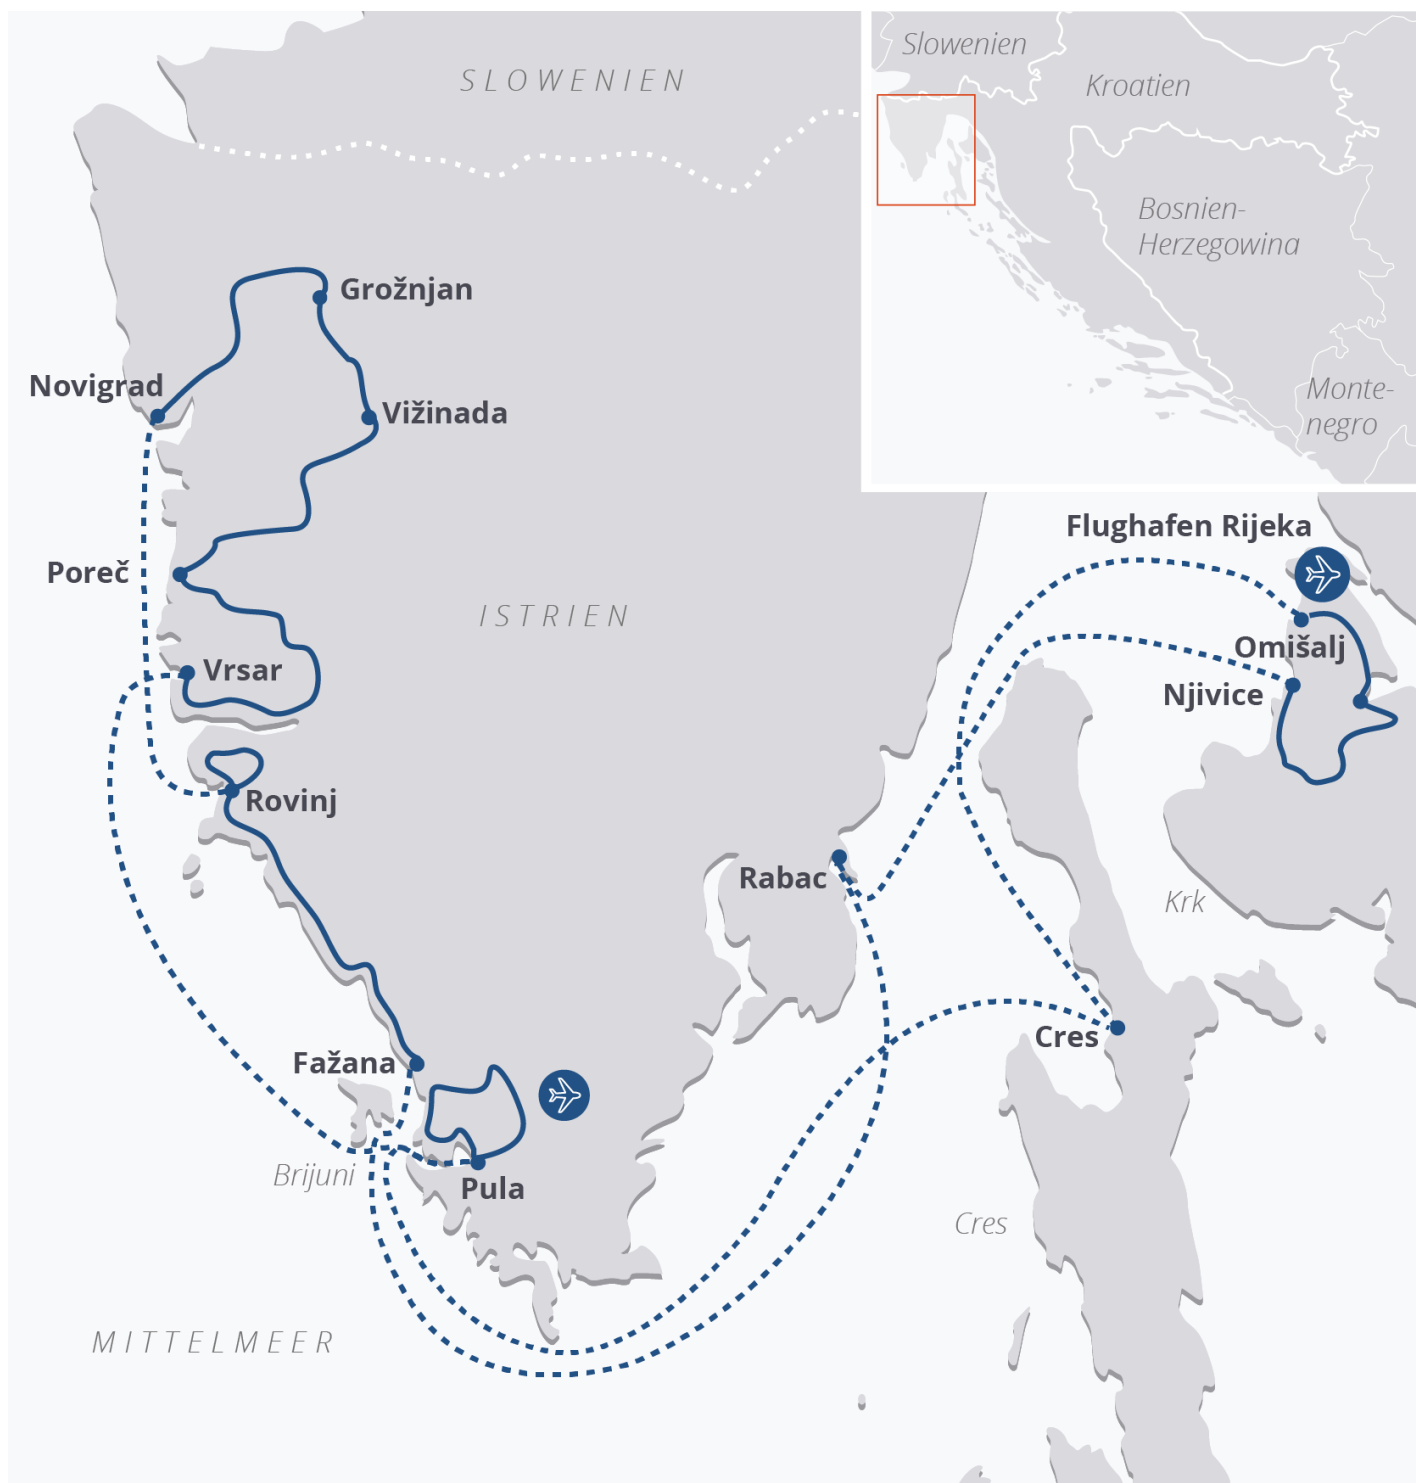 Slowenien
Kroatien
Bosnien-
Herzegowina
Monte-
negro
SLOWENIEN
Grožnjan
Novigrad
Vižinada
Flughafen Rijeka
Poreč
ISTRIEN
Omišalj
Vrsar
Njivice
Rovinj
Rabac
Krk
Cres
Fažana
Brijuni
Pula
Cres
MITTELMEER